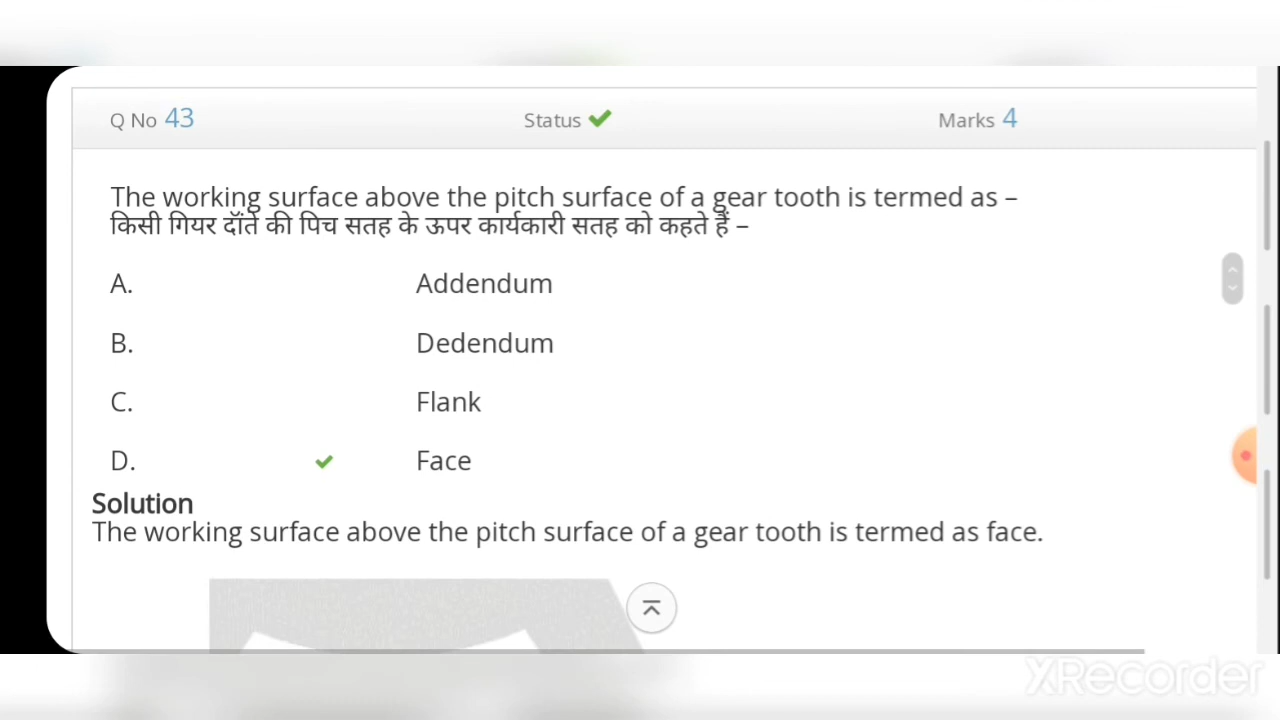 Q No 43 Status Marks 4
The working surface above the pitch surface of a gear tooth is termed as –
किसी गियर दाँते की पिच सतह के ऊपर कार्यकारी सतह को कहते हैं –
A. Addendum
B. Dedendum
C. Flank
D. Face
Solution
The working surface above the pitch surface of a gear tooth is termed as face.
XRecorder